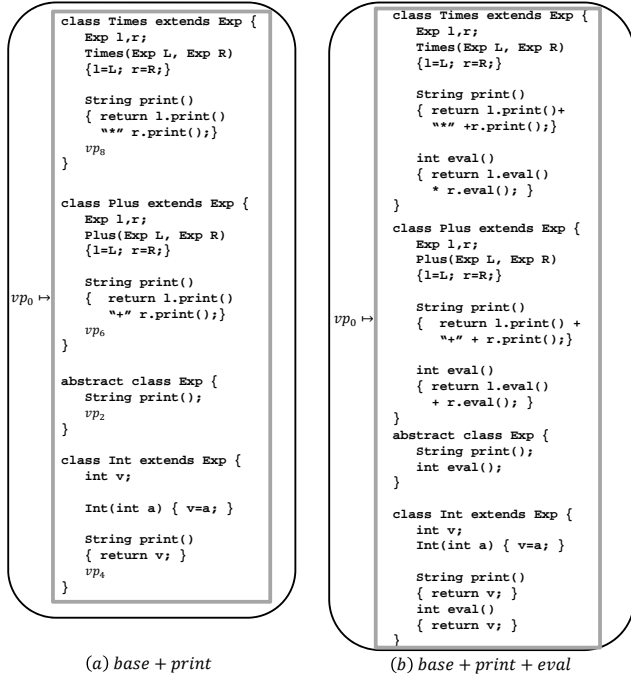 class Times extends Exp {
Exp l,r;
Times(Exp L, Exp R)
{l=L; r=R;}
String print()
{ return l.print()
“*” r.print();}
vp₈
}
class Plus extends Exp {
Exp l,r;
Plus(Exp L, Exp R)
{l=L; r=R;}
String print()
{ return l.print()
“+” r.print();}
vp₆
}
abstract class Exp {
String print();
vp₂
}
class Int extends Exp {
int v;
Int(int a) { v=a; }
String print()
{ return v; }
vp₄
}
vp₀ ↦
(a) base + print
class Times extends Exp {
Exp l,r;
Times(Exp L, Exp R)
{l=L; r=R;}
String print()
{ return l.print()+
“*” +r.print();}
int eval()
{ return l.eval()
* r.eval(); }
}
class Plus extends Exp {
Exp l,r;
Plus(Exp L, Exp R)
{l=L; r=R;}
String print()
{ return l.print() +
“+” + r.print();}
int eval()
{ return l.eval()
+ r.eval(); }
}
abstract class Exp {
String print();
int eval();
}
class Int extends Exp {
int v;
Int(int a) { v=a; }
String print()
{ return v; }
int eval()
{ return v; }
}
vp₀ ↦
(b) base + print + eval